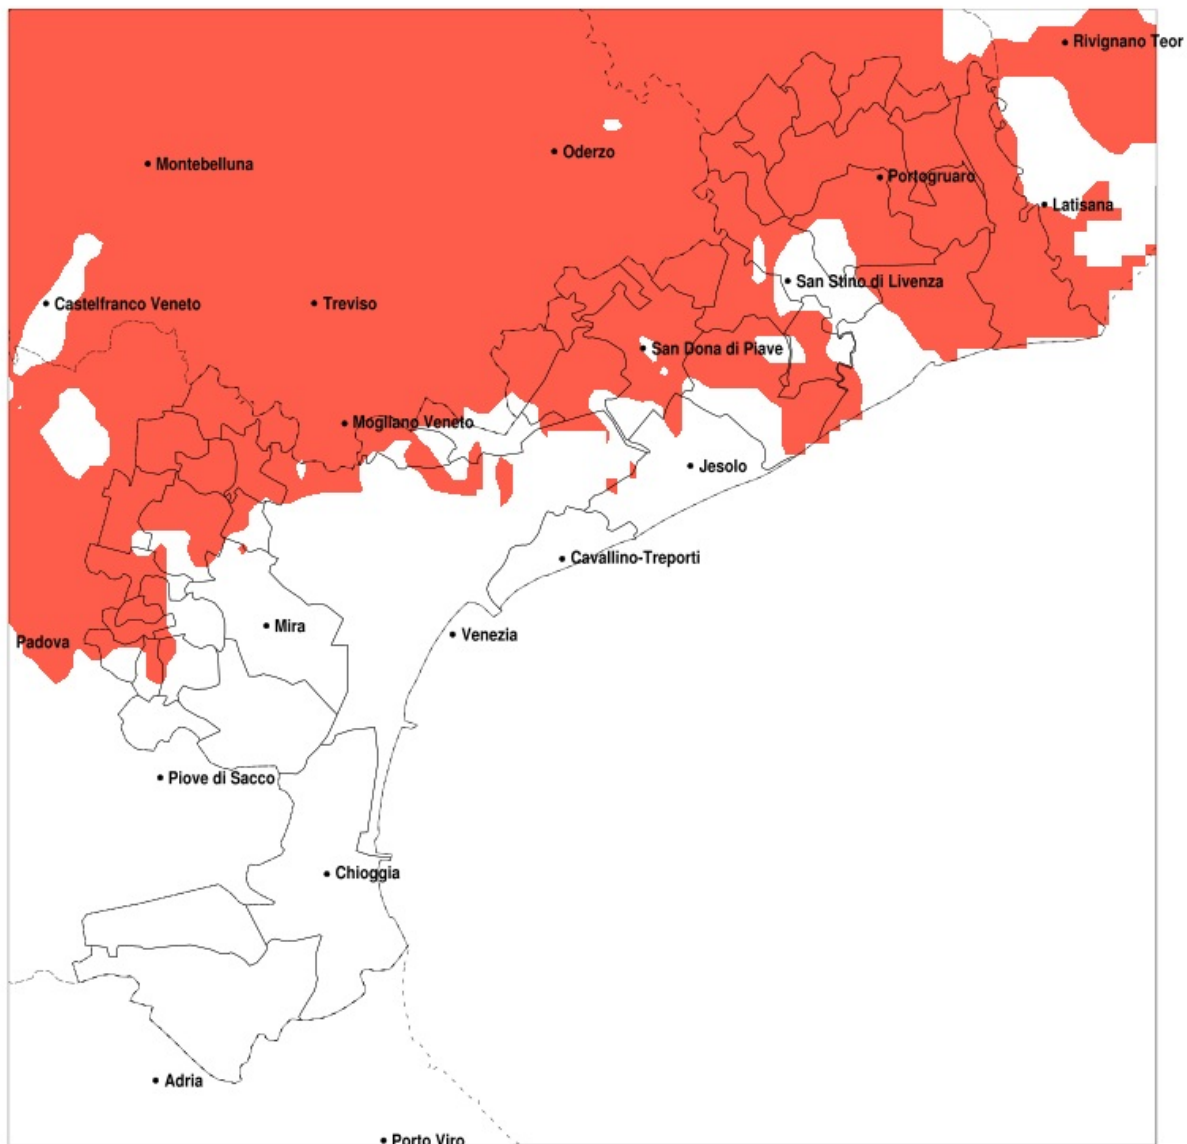 Rivignano Teor
Oderzo
Montebelluna
Portogruaro
Latisana
San Stino di Livenza
Castelfranco Veneto
Treviso
San Dona di Piave
Mogliano Veneto
Jesolo
Cavallino-Treporti
Mira
Venezia
Padova
Piove di Sacco
Chioggia
Adria
Porto Viro